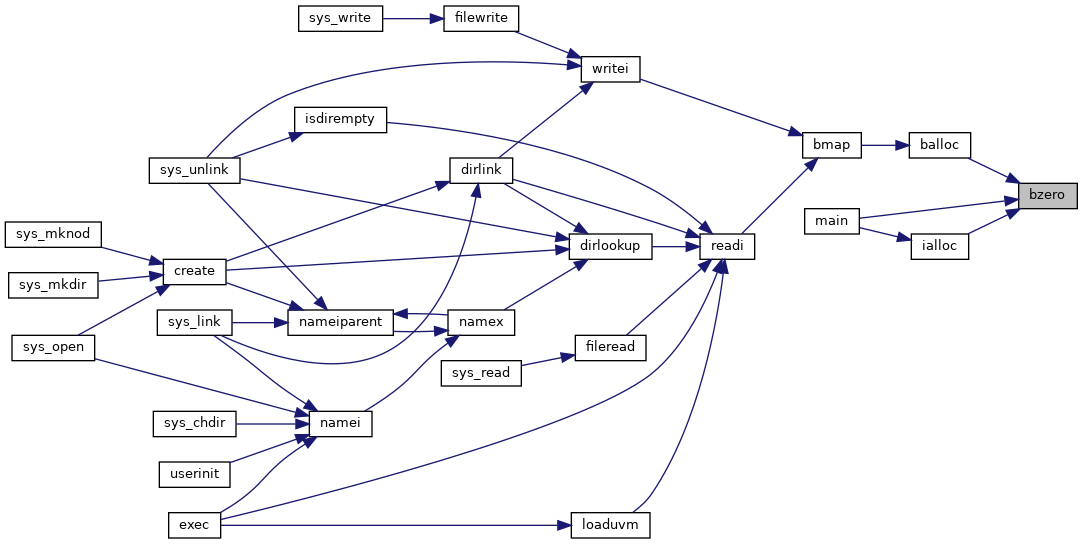 sys_write
filewrite
writei
isdirempty
bmap
balloc
sys_unlink
dirlink
bzero
main
sys_mknod
dirlookup
readi
ialloc
create
sys_mkdir
sys_link
nameiparent
namex
sys_open
fileread
sys_read
sys_chdir
namei
userinit
exec
loaduvm